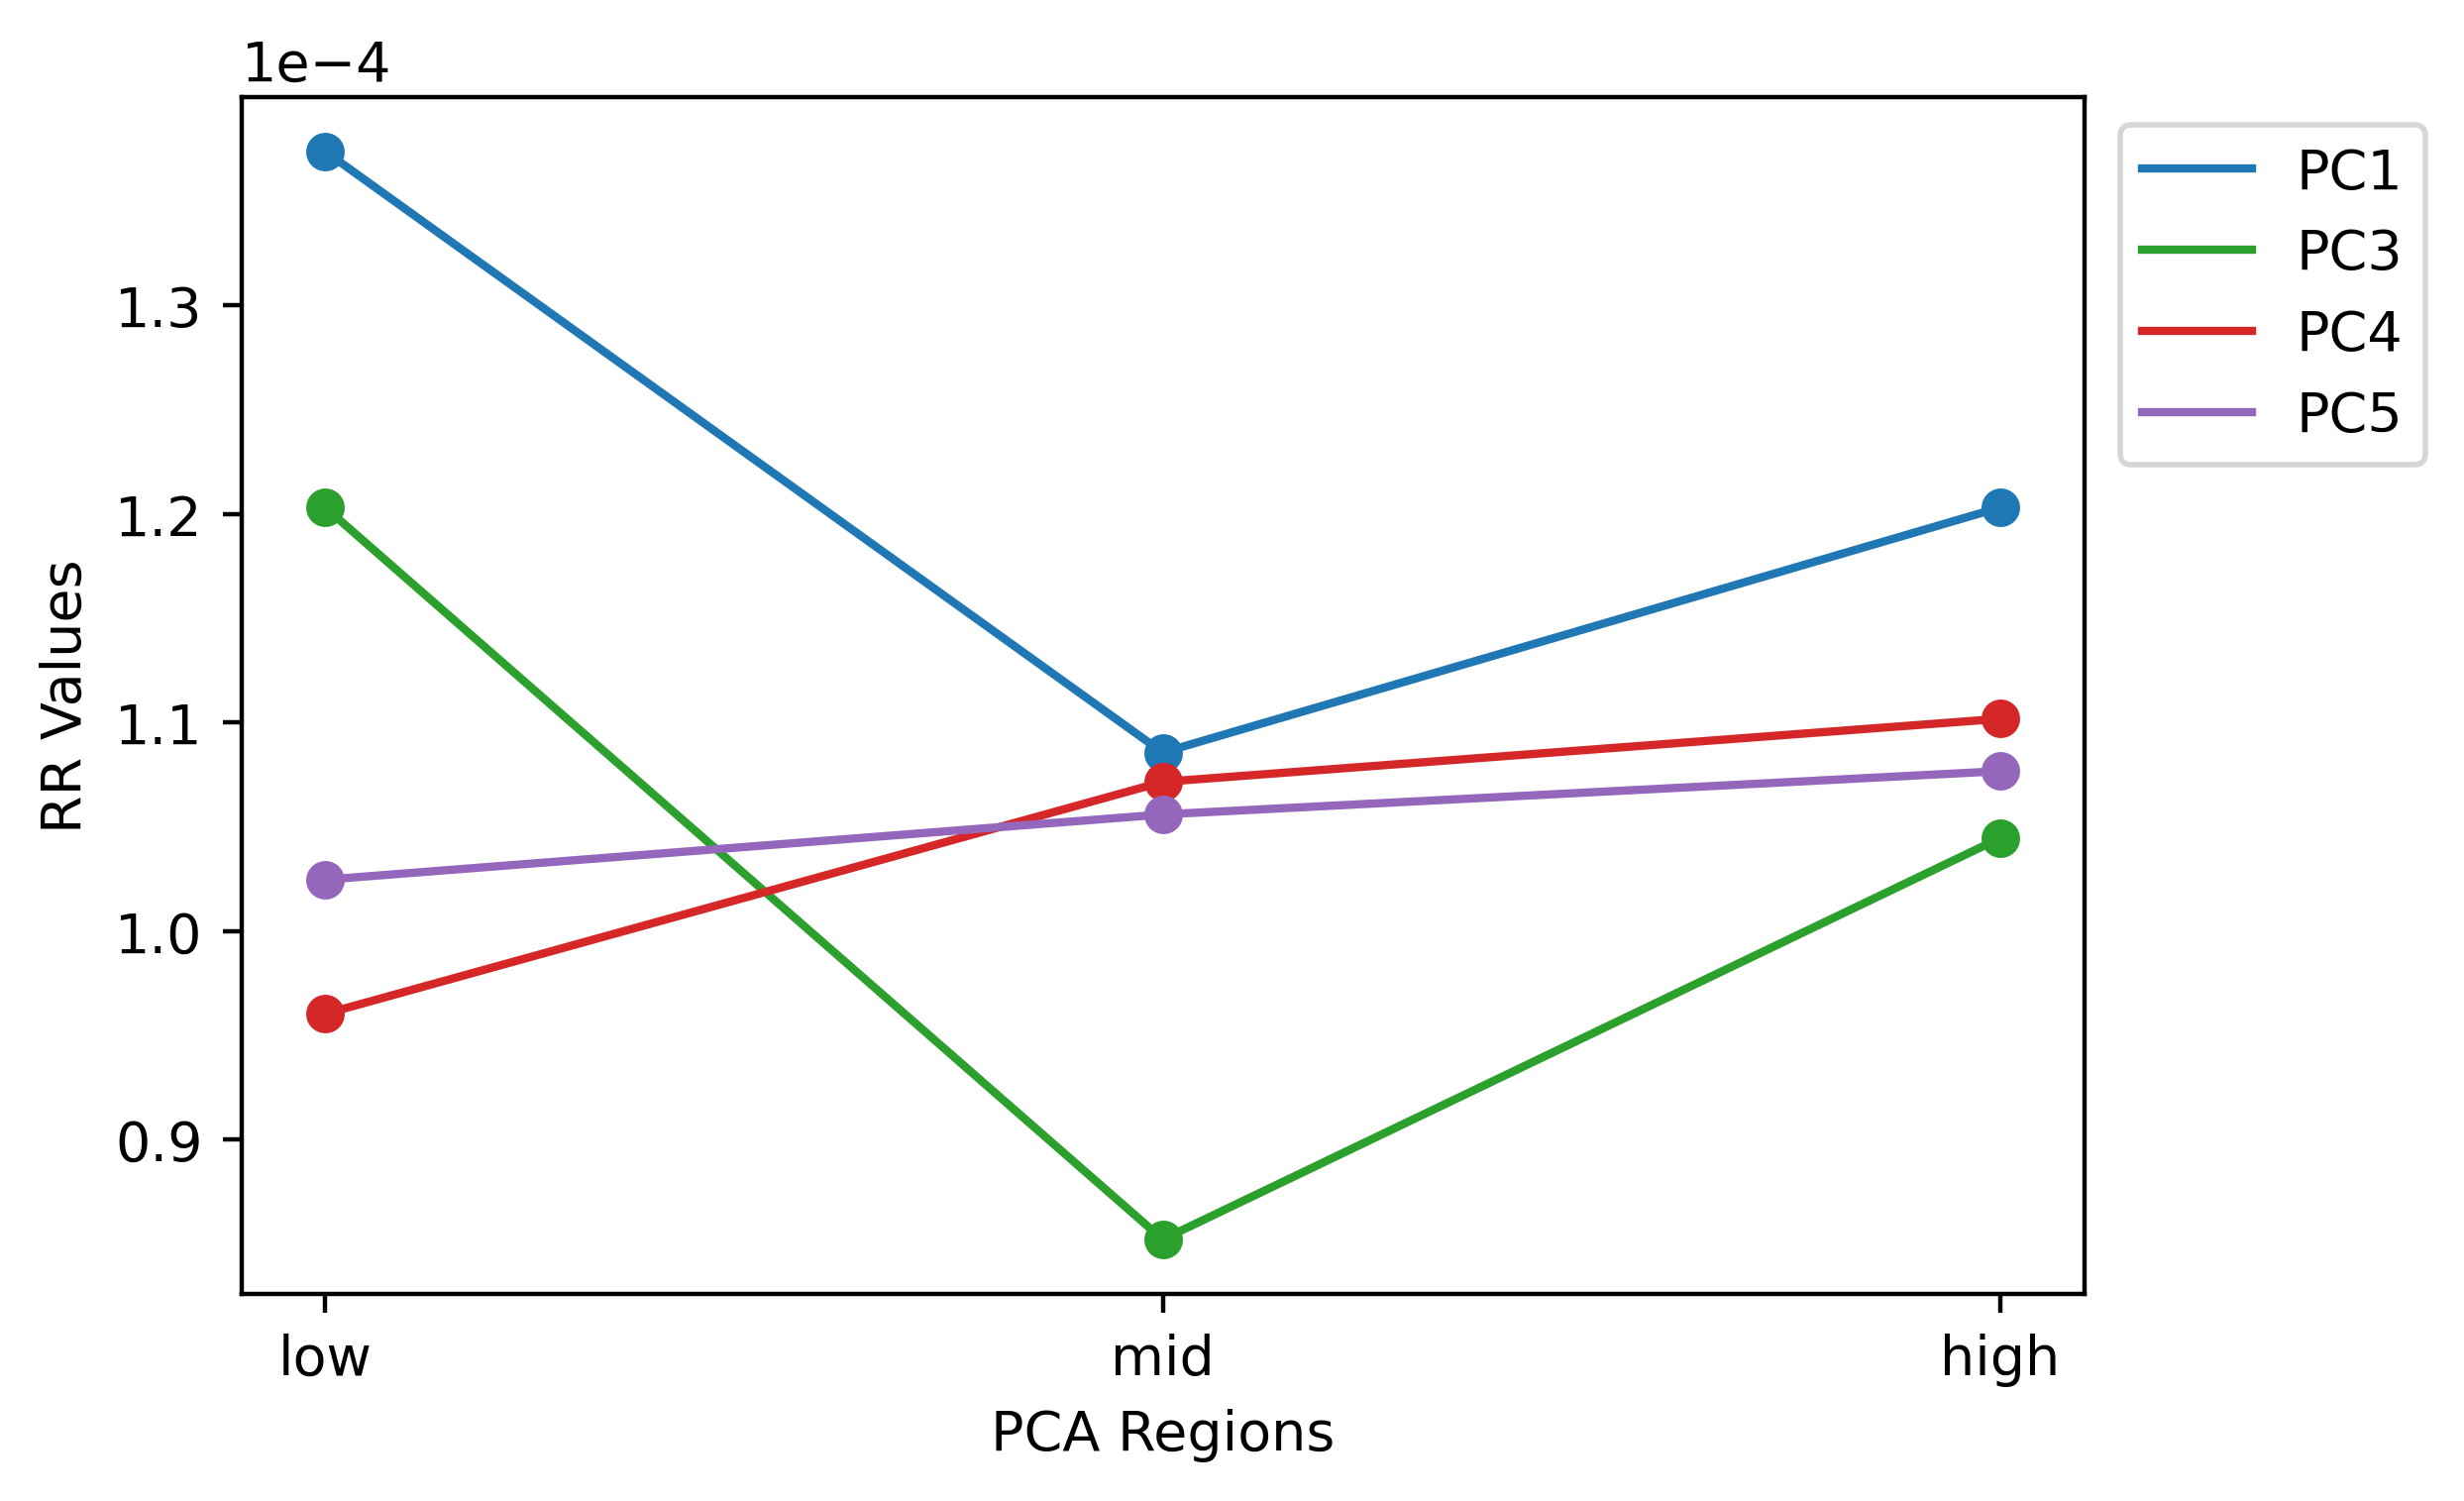 1e−4
1.3
1.2
1.1
1.0
0.9
RR Values
low
mid
high
PCA Regions
PC1
PC3
PC4
PC5